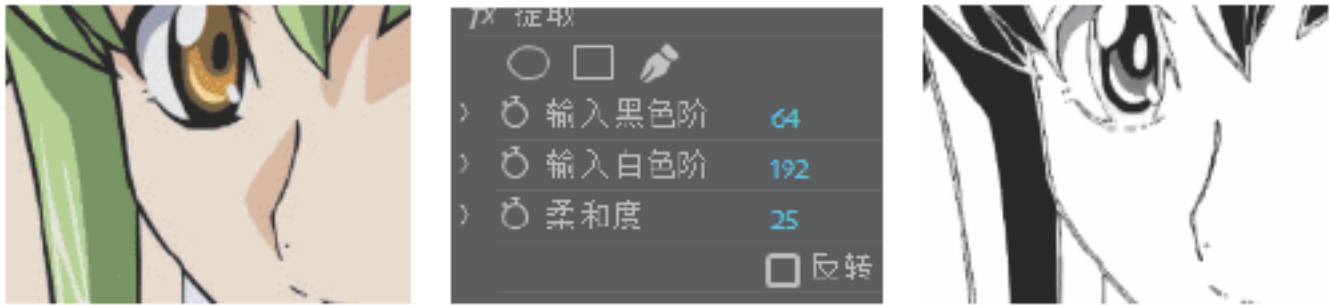 fx 提取
输入黑色阶 64
输入白色阶 192
柔和度 25
反转